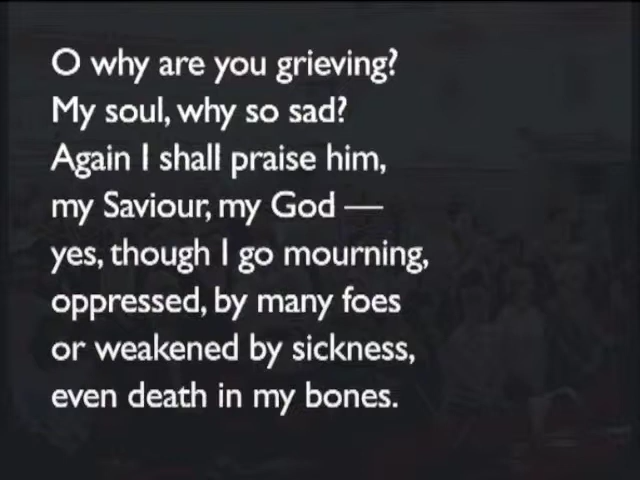 O why are you grieving?
My soul, why so sad?
Again I shall praise him,
my Saviour, my God —
yes, though I go mourning,
oppressed, by many foes
or weakened by sickness,
even death in my bones.